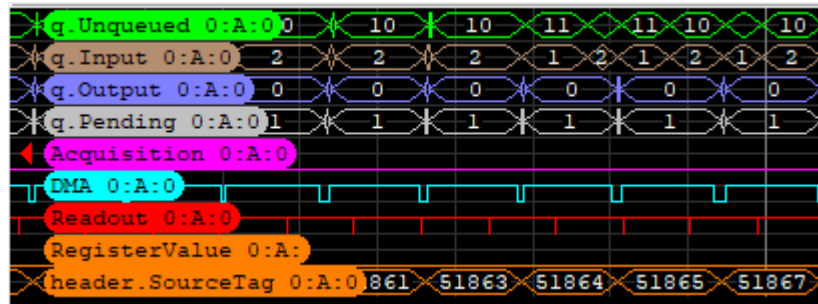 q.Unqueued 0:A:0 0 10 10 11 11 10 10
q.Input 0:A:0 2 2 2 1 2 1 2 1 2
q.Output 0:A:0 0 0 0 0 0 0
q.Pending 0:A:0 1 1 1 1 1 1
Acquisition 0:A:0
DMA 0:A:0
Readout 0:A:0
RegisterValue 0:A:
header.SourceTag 0:A:0 861 51863 51864 51865 51867